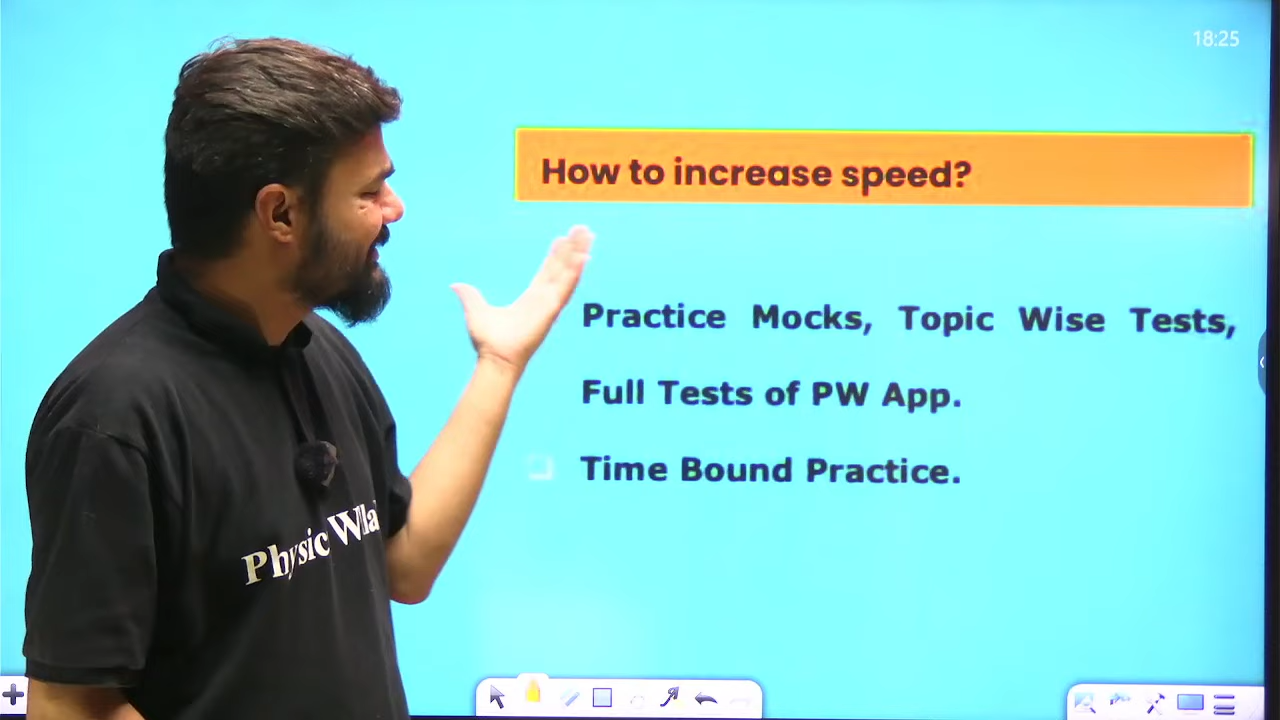 18:25
How to increase speed?
Practice Mocks, Topic Wise Tests,
Full Tests of PW App.
Time Bound Practice.
Physic Walla